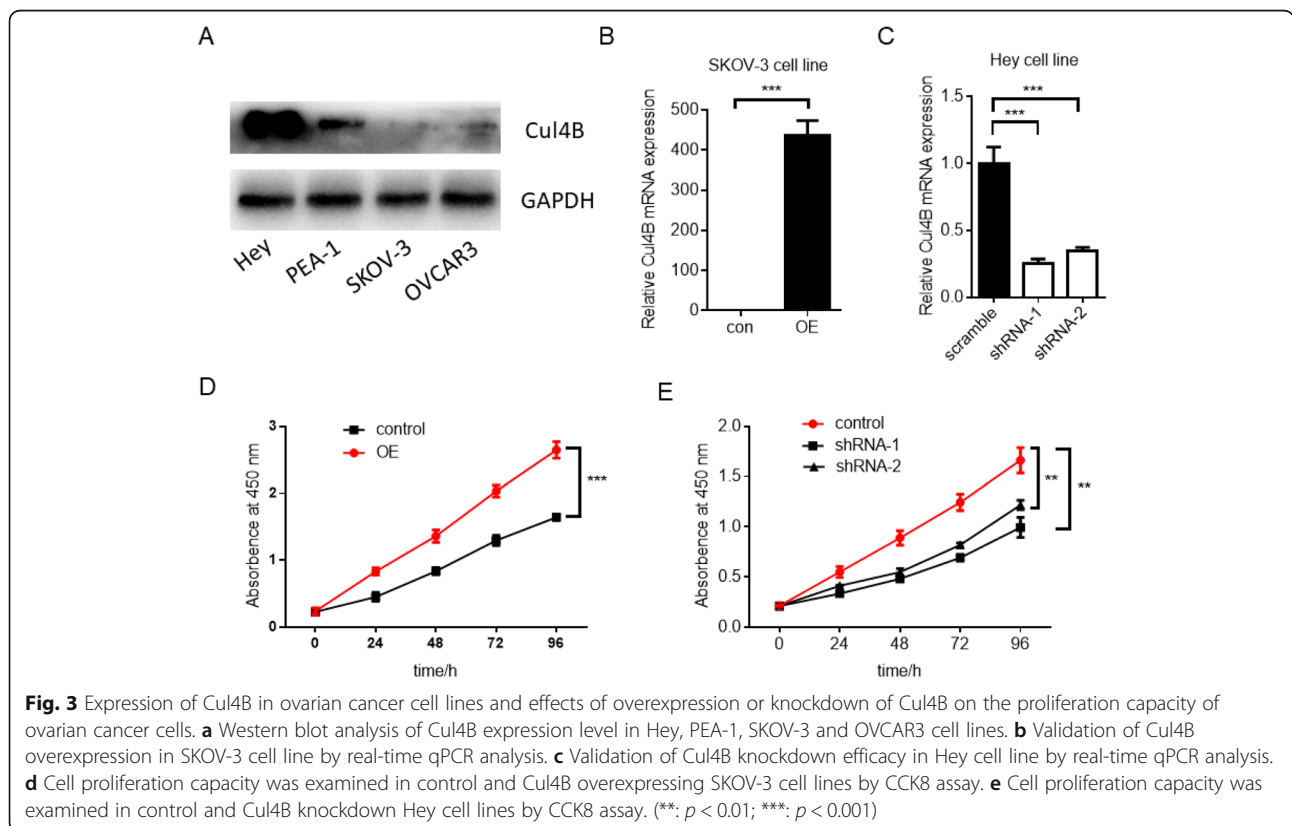 A
Cul4B
GAPDH
Hey
PEA-1
SKOV-3
OVCAR3
B
SKOV-3 cell line
***
Relative Cul4B mRNA expression
500
400
300
200
100
0
con
OE
C
Hey cell line
***
***
Relative Cul4B mRNA expression
1.5
1.0
0.5
0.0
scramble
shRNA-1
shRNA-2
D
control
OE
Absorbence at 450 nm
3
2
1
0
0 24 48 72 96
time/h
***
E
control
shRNA-1
shRNA-2
Absorbence at 450 nm
2.0
1.5
1.0
0.5
0.0
0 24 48 72 96
time/h
**
**
Fig. 3 Expression of Cul4B in ovarian cancer cell lines and effects of overexpression or knockdown of Cul4B on the proliferation capacity of
ovarian cancer cells. a Western blot analysis of Cul4B expression level in Hey, PEA-1, SKOV-3 and OVCAR3 cell lines. b Validation of Cul4B
overexpression in SKOV-3 cell line by real-time qPCR analysis. c Validation of Cul4B knockdown efficacy in Hey cell line by real-time qPCR analysis.
d Cell proliferation capacity was examined in control and Cul4B overexpressing SKOV-3 cell lines by CCK8 assay. e Cell proliferation capacity was
examined in control and Cul4B knockdown Hey cell lines by CCK8 assay. (**: p < 0.01; ***: p < 0.001)